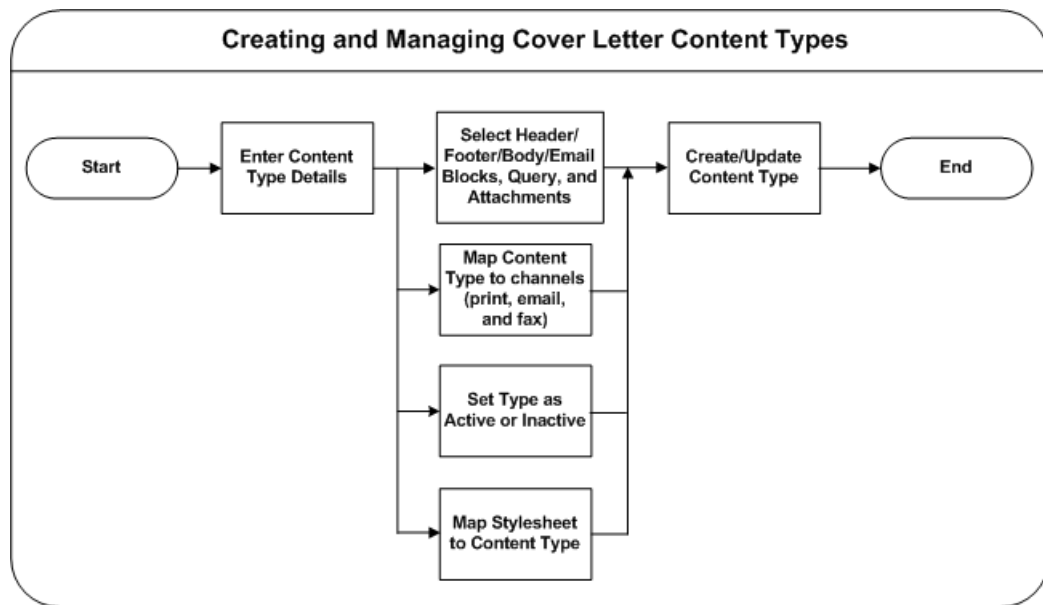 Creating and Managing Cover Letter Content Types
Start
Enter Content
Type Details
Select Header/
Footer/Body/Email
Blocks, Query, and
Attachments
Create/Update
Content Type
End
Map Content
Type to channels
(print, email,
and fax)
Set Type as
Active or Inactive
Map Stylesheet
to Content Type